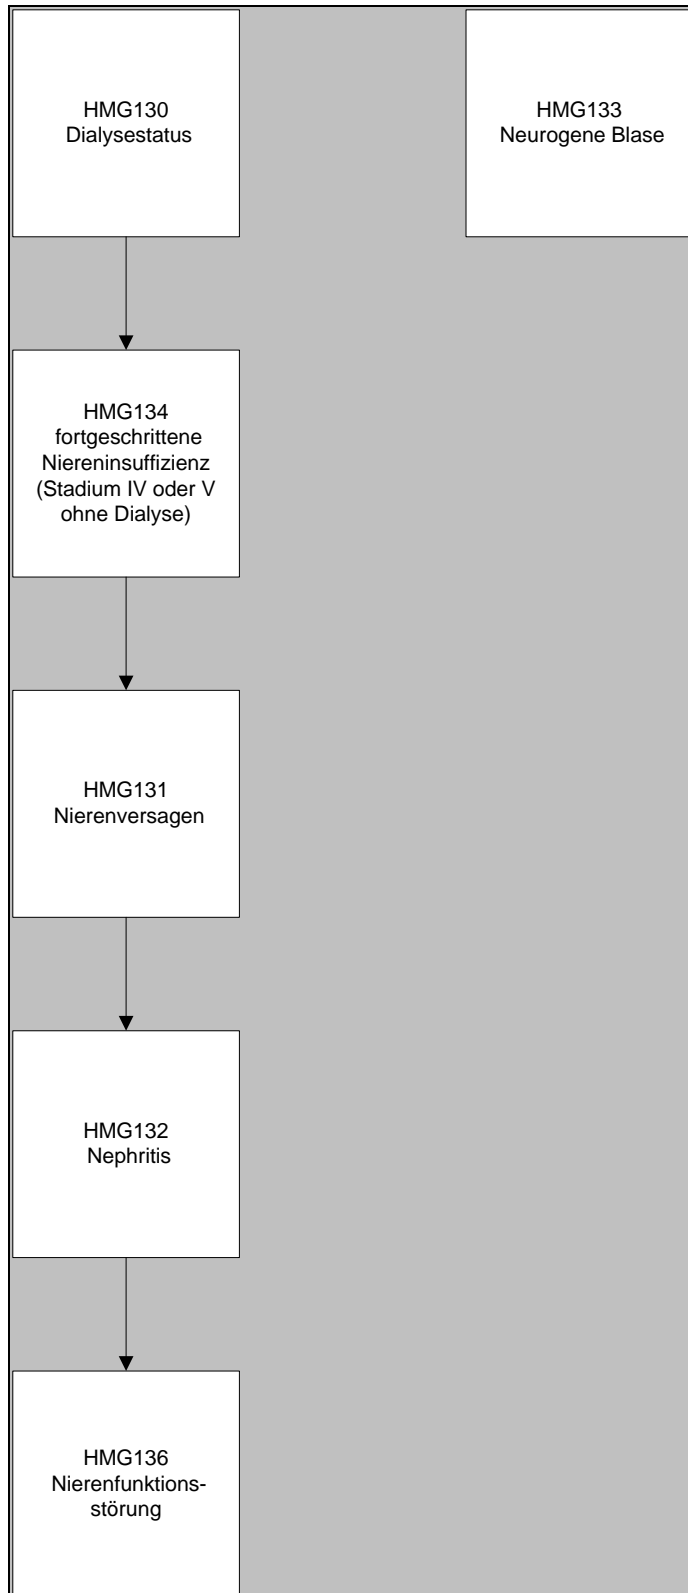 HMG130
Dialysestatus
HMG133
Neurogene Blase
HMG134
fortgeschrittene
Niereninsuffizienz
(Stadium IV oder V
ohne Dialyse)
HMG131
Nierenversagen
HMG132
Nephritis
HMG136
Nierenfunktions-
störung